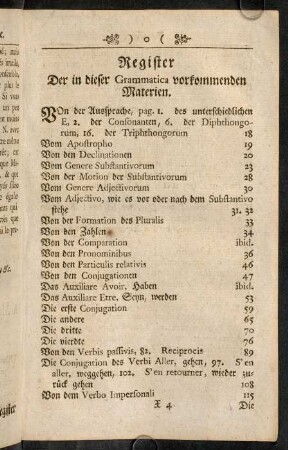 ) o (
Register
Der in dieser Grammatica vorkommenden
Materien.
Von der Aussprache, pag. 1. des unterschiedlichen
E, 2. der Consonanten, 6. der Diphthongo-
rum, 16. der Triphthongorum 18
Vom Apostropho 19
Von den Declinationen 20
Vom Genere Substantivorum 23
Von der Motion der Substantivorum 28
Vom Genere Adjectivorum 30
Vom Adjectivo, wie es vor oder nach dem Substantivo
stehe 31. 32
Von der Formation des Pluralis 33
Von den Zahlen 34
Von der Comparation ibid.
Von den Pronominibus 36
Von den Particulis relativis 46
Von den Conjugationen 47
Das Auxiliare Avoir, Haben ibid.
Das Auxiliare Etre, Seyn, werden 53
Die erste Conjugation 59
Die andere 65
Die dritte 70
Die vierdte 76
Von den Verbis passivis, 82. Reciprocis 89
Die Conjugation des Verbi Aller, gehen, 97. S'en
aller, weggehen, 102. S'en retourner, wieder zu-
rück gehen 108
Von dem Verbo Impersonali 115
X 4 Die